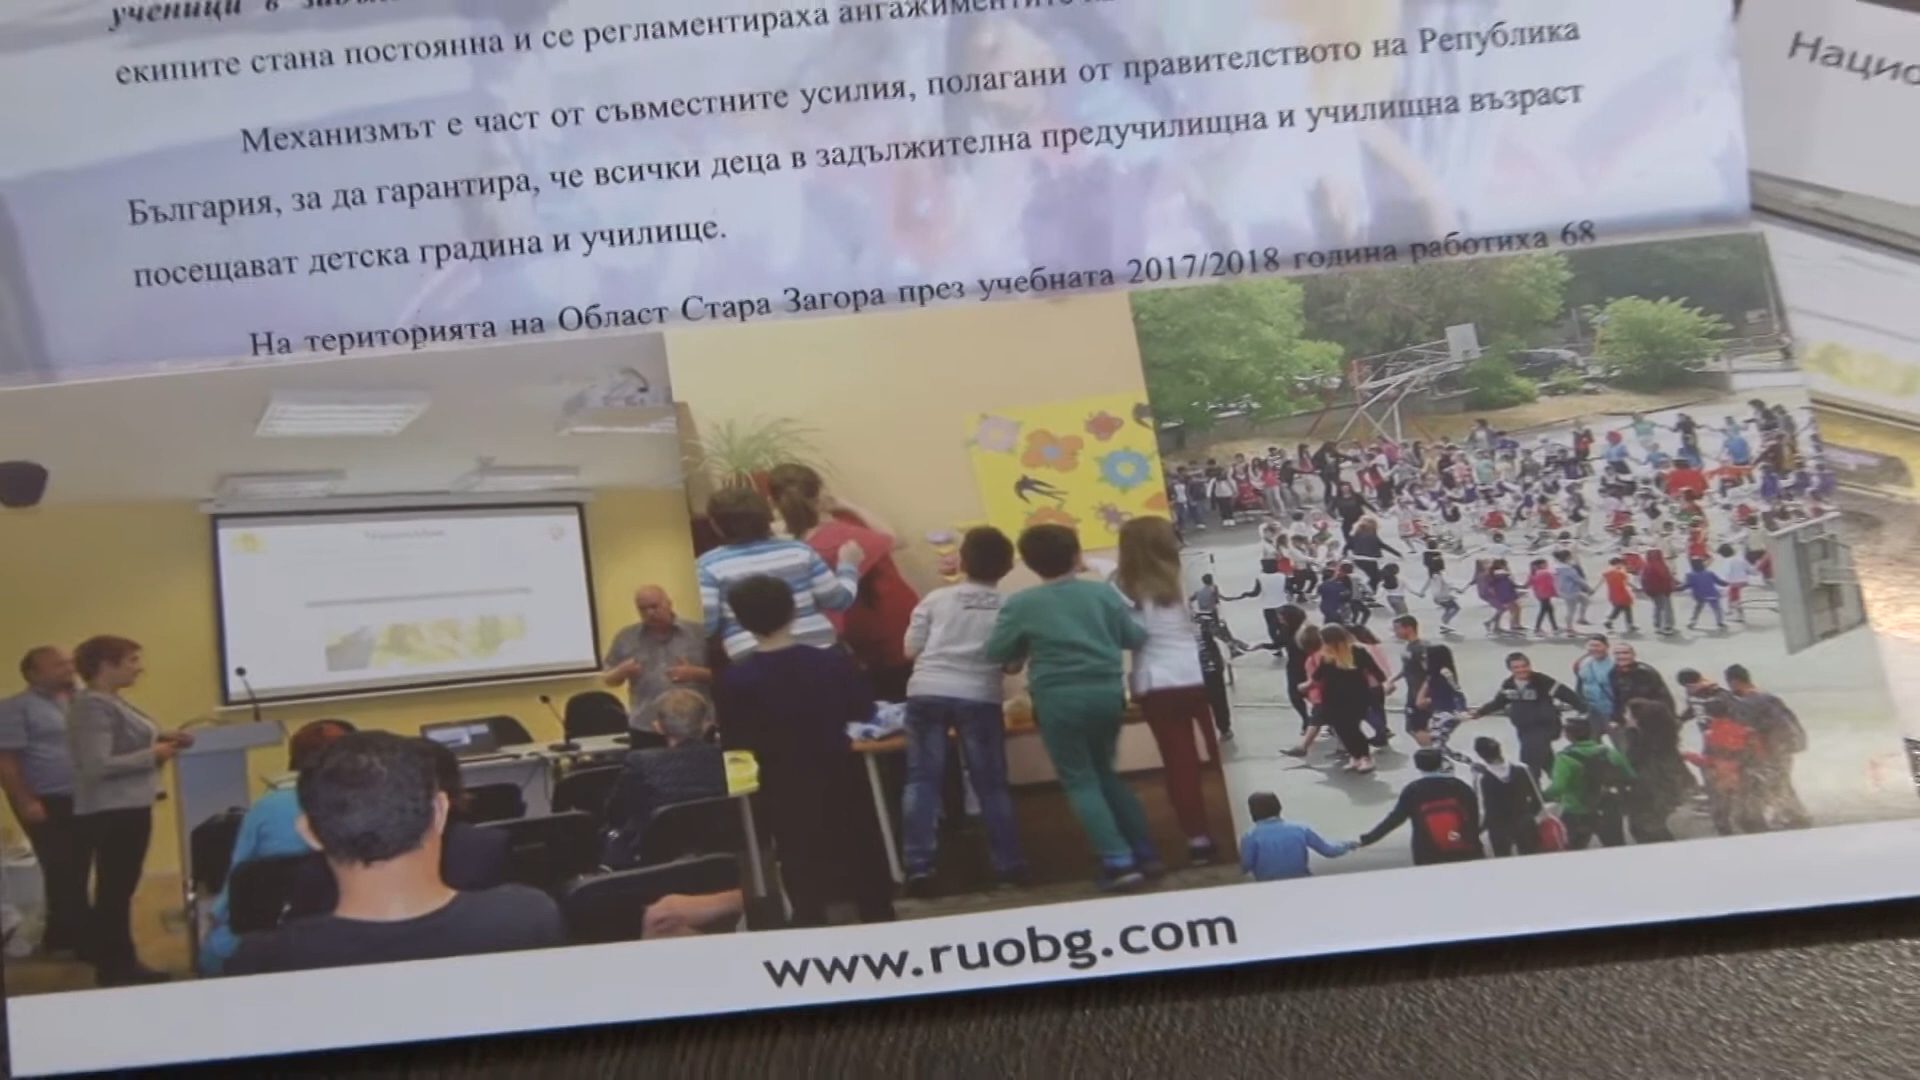 ученици в
екипите стана постоянна и се регламентираха ангажиментите
Механизмът е част от съвместните усилия, полагани от правителството на Република
България, за да гарантира, че всички деца в задължителна предучилищна и училищна възраст
посещават детска градина и училище.
На територията на Област Стара Загора през учебната 2017/2018 година работиха 68
www.ruobg.com